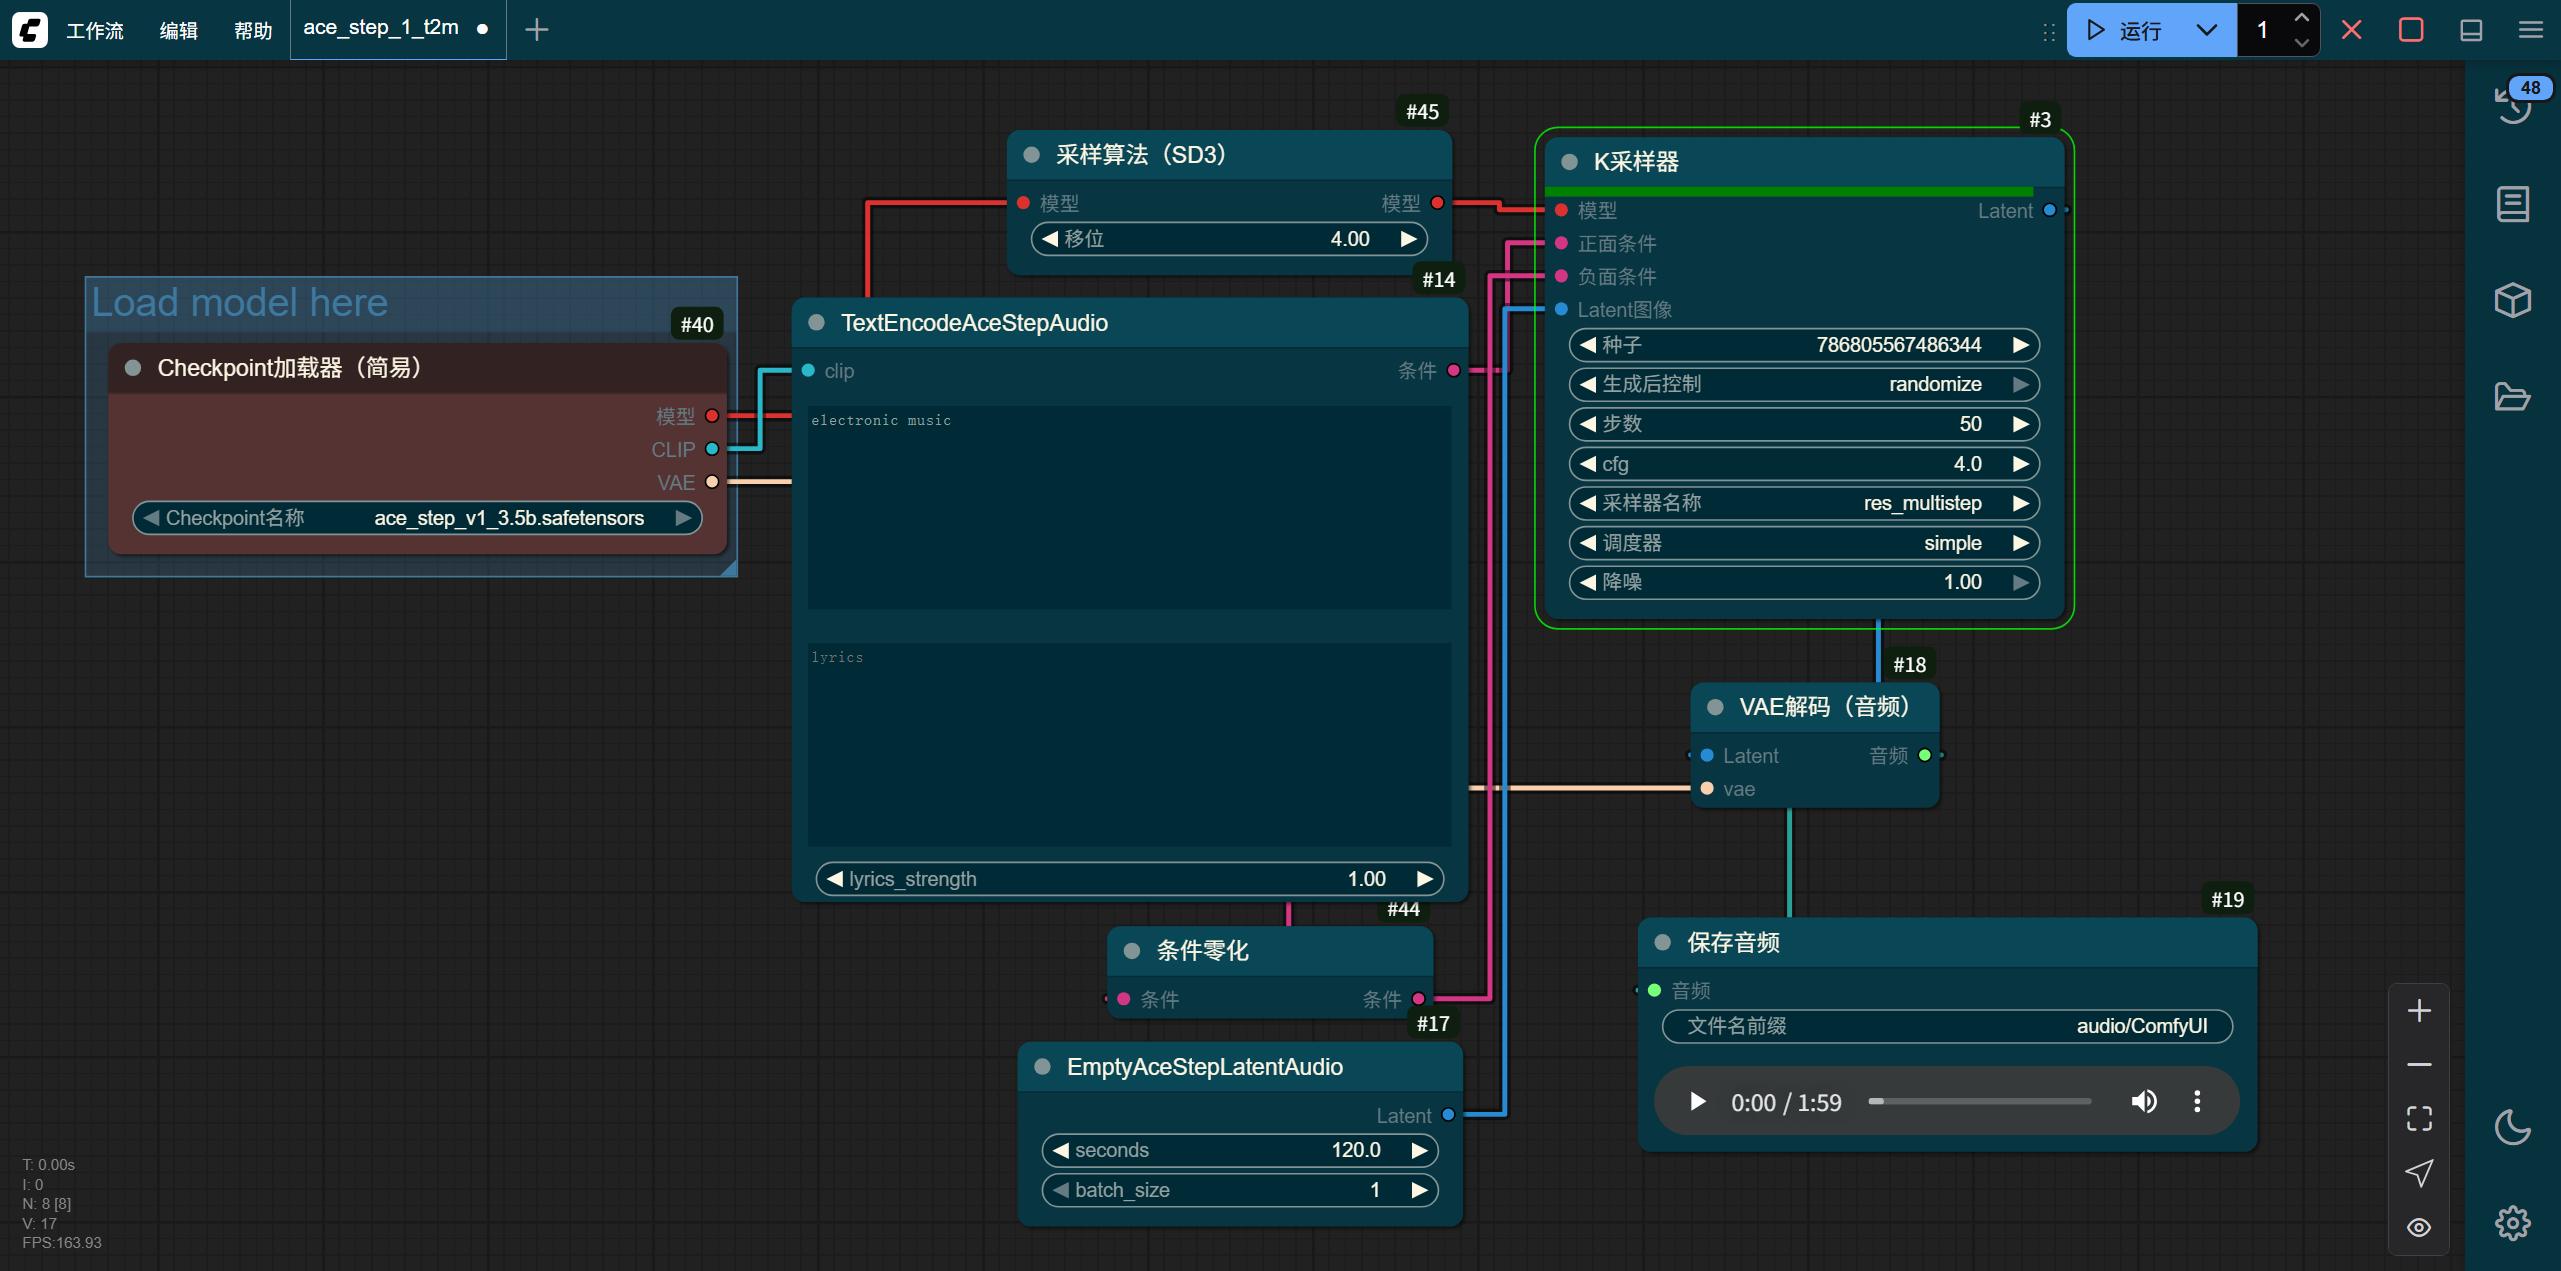 工作流 编辑 帮助 ace_step_1_t2m
运行 1
48
#45
采样算法（SD3）
模型 模型
移位 4.00
#3
K采样器
模型 Latent
正面条件
负面条件
Latent图像
种子 786805567486344
生成后控制 randomize
步数 50
cfg 4.0
采样器名称 res_multistep
调度器 simple
降噪 1.00
Load model here
#40
Checkpoint加载器（简易）
模型
CLIP
VAE
Checkpoint名称 ace_step_v1_3.5b.safetensors
#14
TextEncodeAceStepAudio
clip 条件
electronic music
lyrics
lyrics_strength 1.00
#18
VAE解码（音频）
Latent 音频
vae
#44
条件零化
条件 条件
#17
EmptyAceStepLatentAudio
Latent
seconds 120.0
batch_size 1
#19
保存音频
音频
文件名前缀 audio/ComfyUI
0:00 / 1:59
T: 0.00s
I: 0
N: 8 [8]
V: 17
FPS:163.93